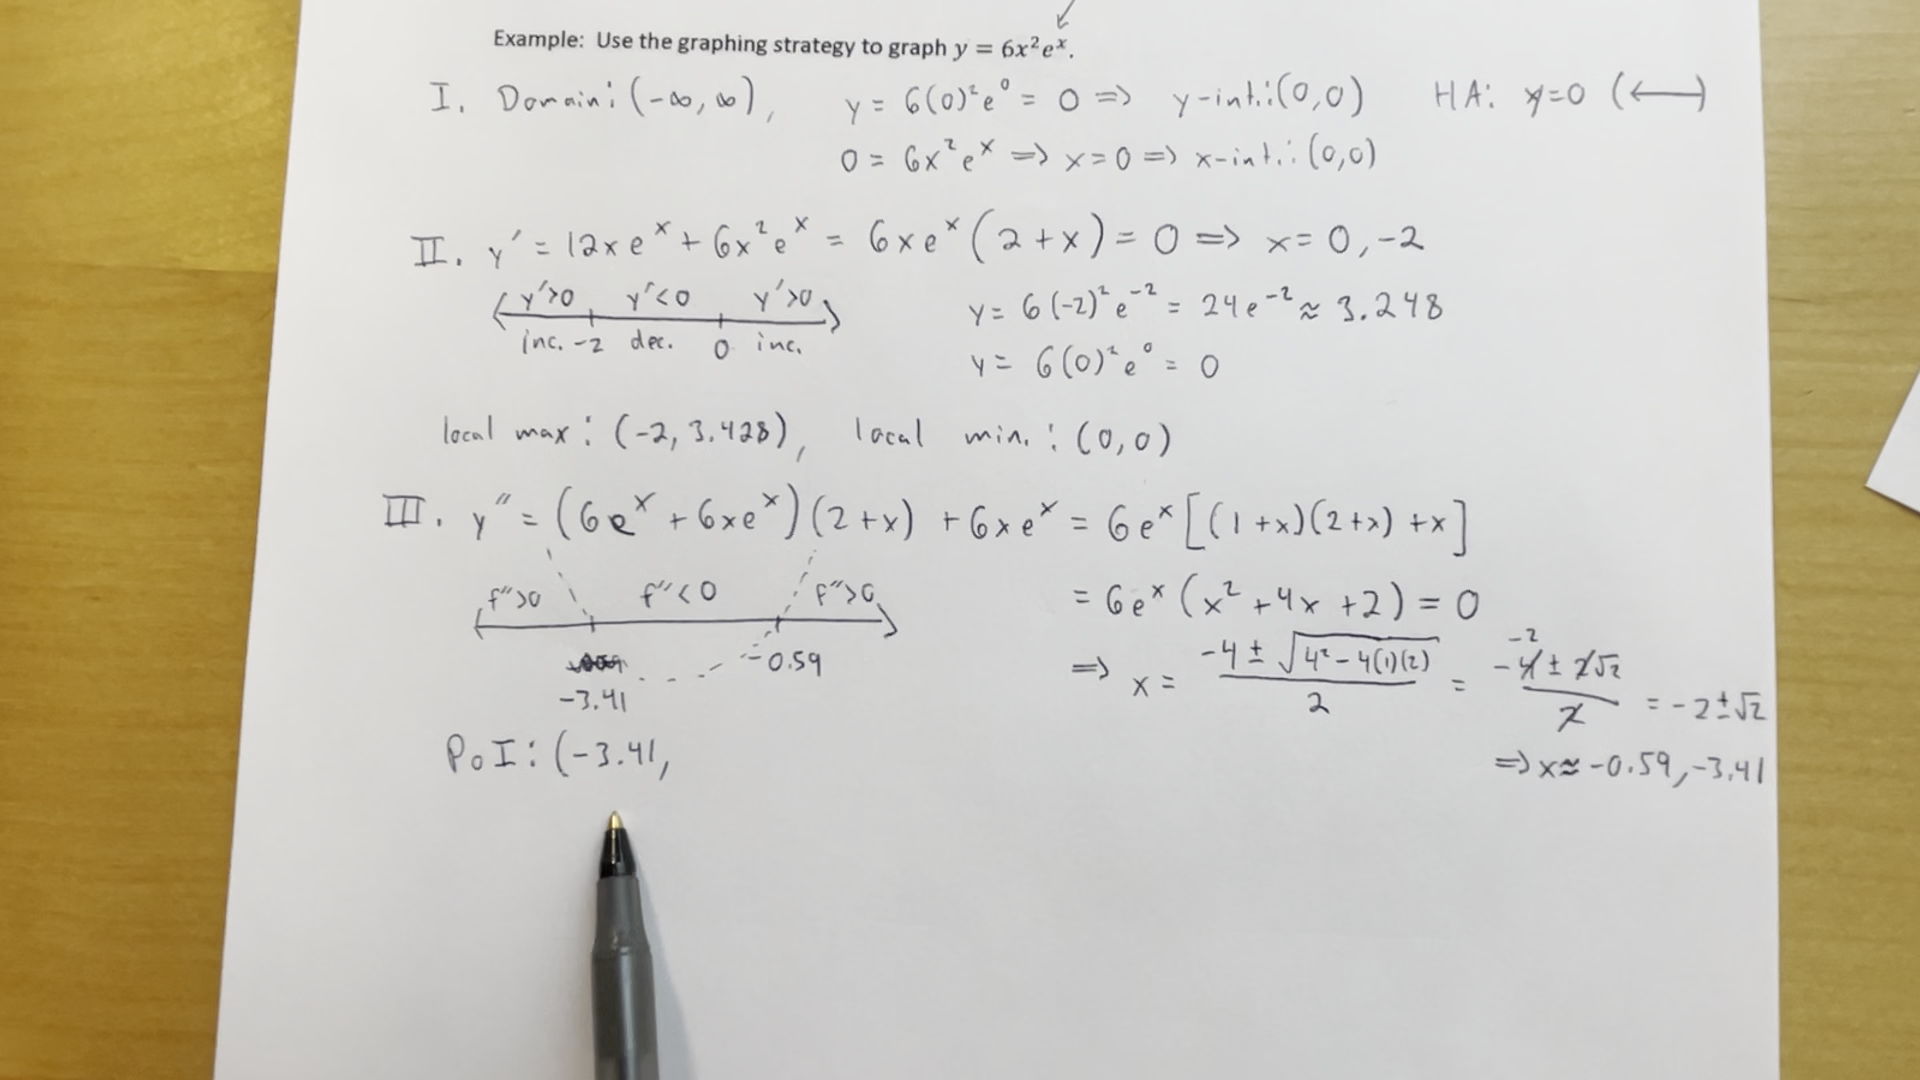 Example: Use the graphing strategy to graph y = 6x²eˣ.
I. Domain: (-∞, ∞), y = 6(0)²e⁰ = 0 => y-int.: (0,0) HA: y=0 (←)
0 = 6x²eˣ => x=0 => x-int.: (0,0)
II. y' = 12xeˣ + 6x²eˣ = 6xeˣ(2+x) = 0 => x=0,-2
y'>0 y'<0 y'>0
inc. -2 dec. 0 inc.
y = 6(-2)²e⁻² = 24e⁻² ≈ 3.248
y = 6(0)²e⁰ = 0
local max: (-2, 3.428), local min.: (0,0)
III. y'' = (6eˣ + 6xeˣ)(2+x) + 6xeˣ = 6eˣ[(1+x)(2+x)+x]
= 6eˣ(x²+4x+2) = 0
f''>0 f''<0 f''>0
-3.41 -0.59
=> x = (-4 ± √(4²-4(1)(2)))/2 = (-4 ± 2√2)/2 = -2±√2
-2
=> x ≈ -0.59, -3.41
PoI: (-3.41,